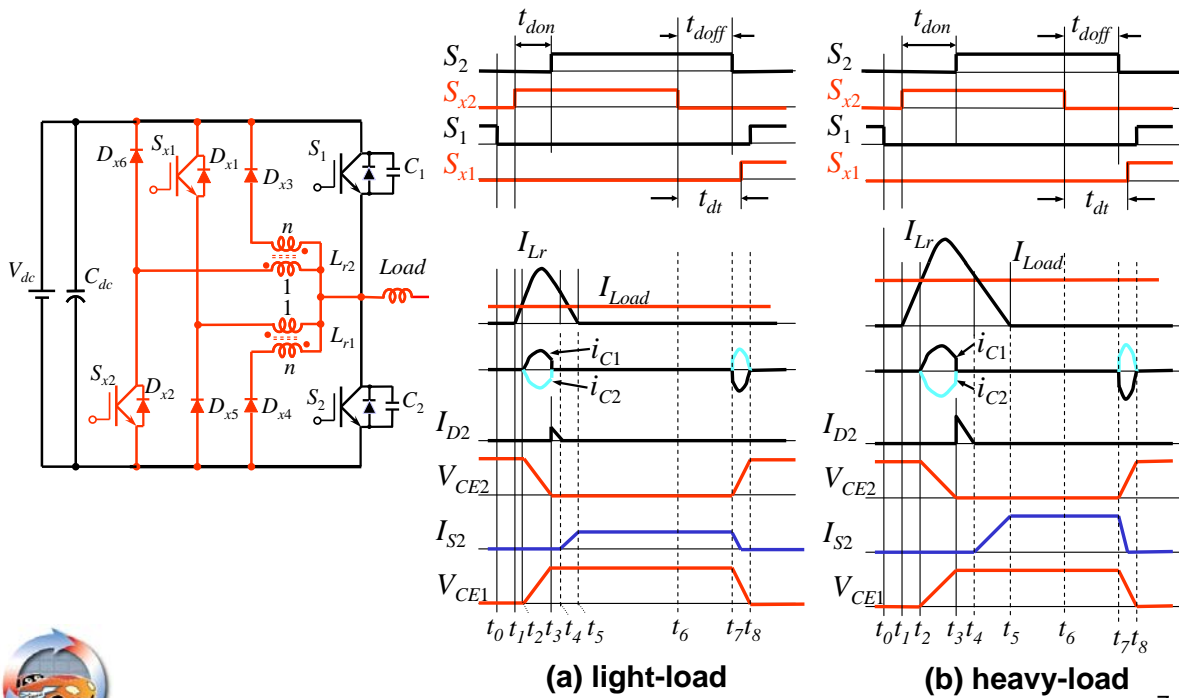 V_dc
C_dc
D_x6
S_x1
D_x1
D_x3
S_1
C_1
n
L_r2
1
Load
1
L_r1
n
S_x2
D_x2
D_x5
D_x4
S_2
C_2
t_don
t_doff
S_2
S_x2
S_1
S_x1
t_dt
I_Lr
I_Load
i_C1
i_C2
I_D2
V_CE2
I_S2
V_CE1
t_0 t_1 t_2 t_3 t_4 t_5 t_6 t_7 t_8
(a) light-load
t_don
t_doff
S_2
S_x2
S_1
S_x1
t_dt
I_Lr
I_Load
i_C1
i_C2
I_D2
V_CE2
I_S2
V_CE1
t_0 t_1 t_2 t_3 t_4 t_5 t_6 t_7 t_8
(b) heavy-load